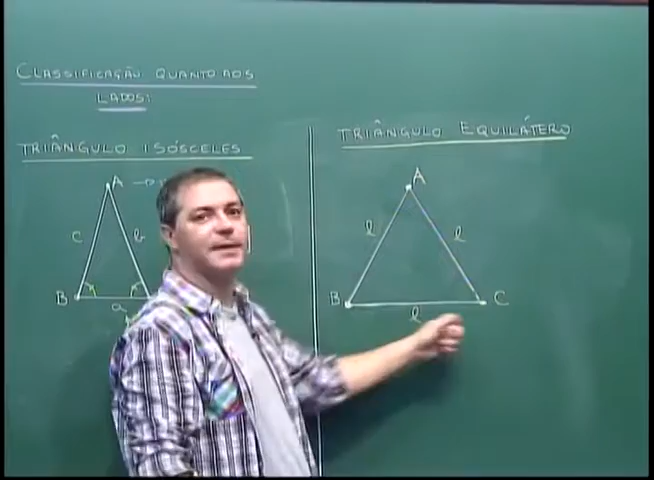 CLASSIFICAÇÃO QUANTO AOS
LADOS:
TRIÂNGULO ISÓSCELES
A →
c
b
B
a
TRIÂNGULO EQUILÁTERO
A
l
l
B
C
l